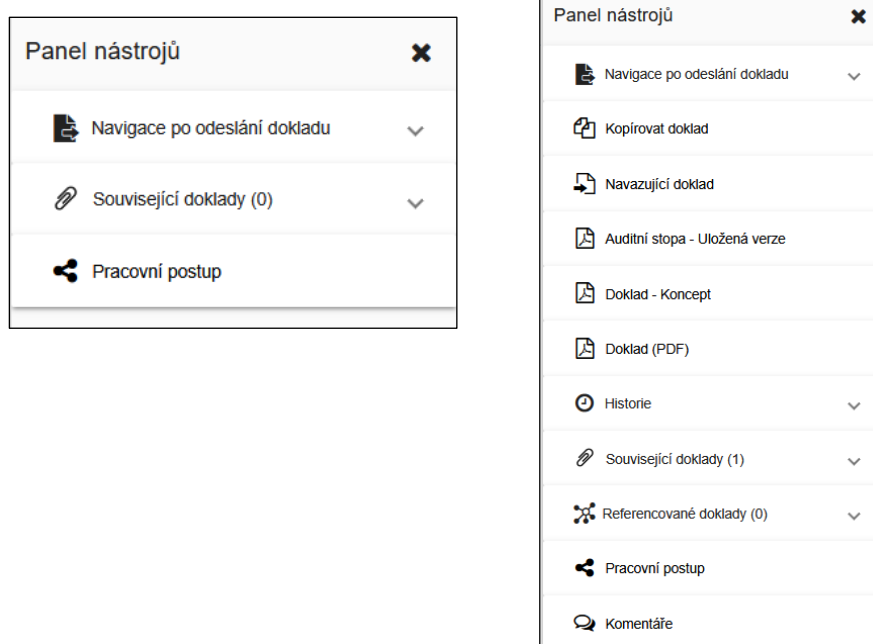 Panel nástrojů
Navigace po odeslání dokladu
Související doklady (0)
Pracovní postup
Panel nástrojů
Navigace po odeslání dokladu
Kopírovat doklad
Navazující doklad
Auditní stopa - Uložená verze
Doklad - Koncept
Doklad (PDF)
Historie
Související doklady (1)
Referencované doklady (0)
Pracovní postup
Komentáře